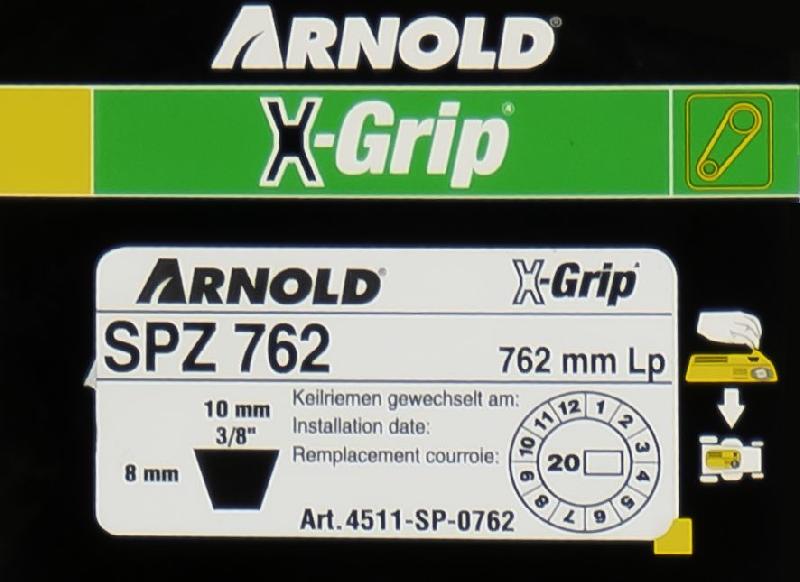 ARNOLD®
X-Grip®
ARNOLD® X-Grip
SPZ 762 762 mm Lp
10 mm
3/8"
8 mm
Keilriemen gewechselt am:
Installation date:
Remplacement courroie:
12 1 2 3 4 5 6 7 8 9 10 11
20
Art.4511-SP-0762